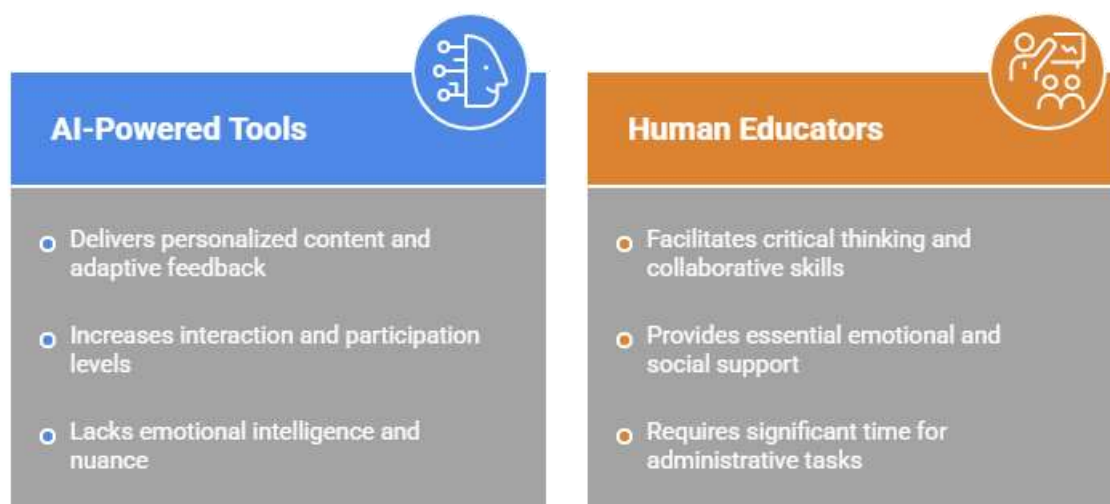 AI-Powered Tools
Delivers personalized content and
adaptive feedback
Increases interaction and participation
levels
Lacks emotional intelligence and
nuance
Human Educators
Facilitates critical thinking and
collaborative skills
Provides essential emotional and
social support
Requires significant time for
administrative tasks